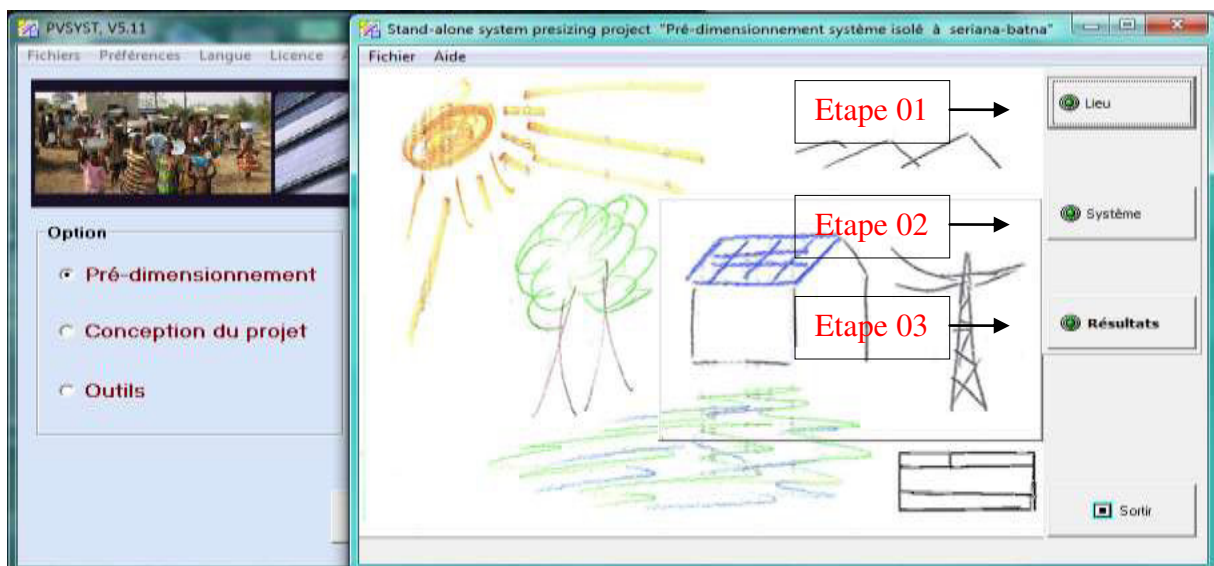 PVSYST, V5.11
Fichiers Préférences Langue Licence
Option
Pré-dimensionnement
Conception du projet
Outils
Stand-alone system presizing project "Pré-dimensionnement système isolé à seriana-batna"
Fichier Aide
Etape 01
Lieu
Etape 02
Système
Etape 03
Résultats
Sortir